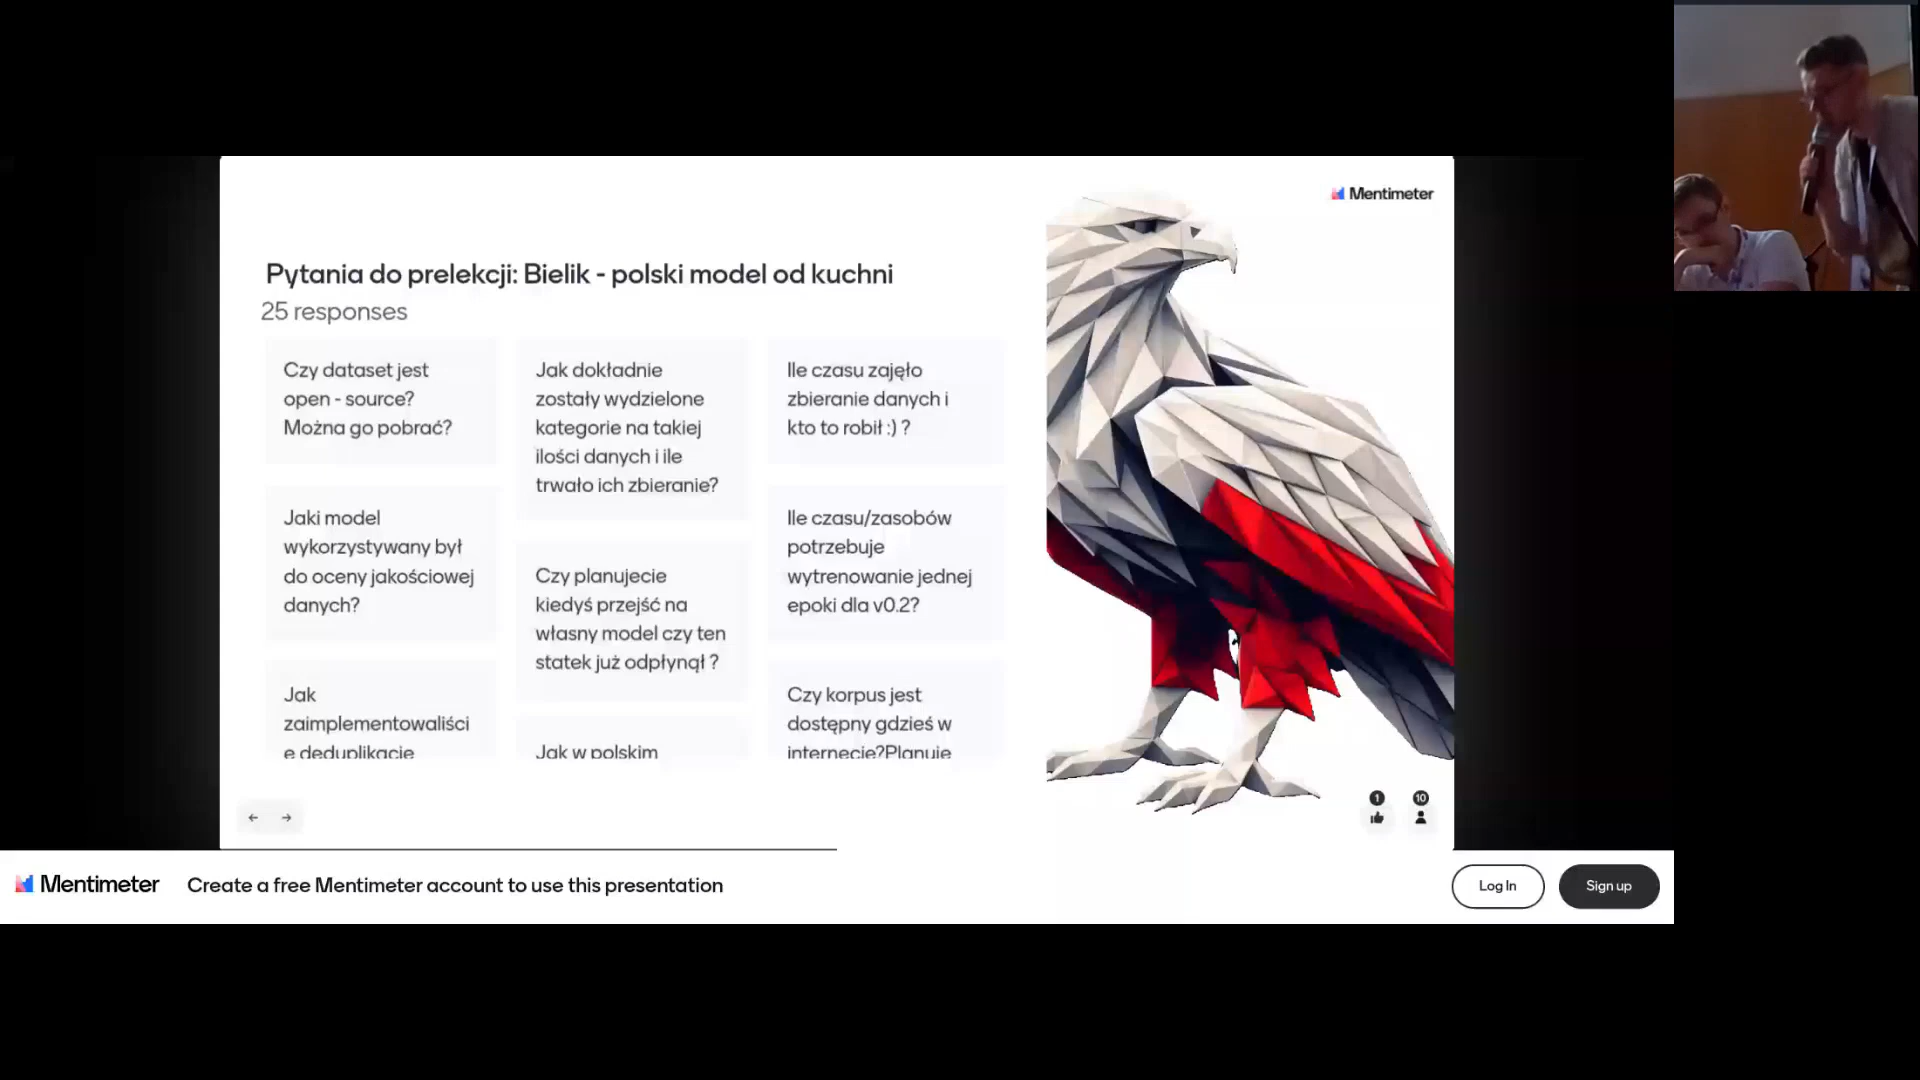 Mentimeter
Pytania do prelekcji: Bielik - polski model od kuchni
25 responses
Czy dataset jest
open - source?
Można go pobrać?
Jaki model
wykorzystywany był
do oceny jakościowej
danych?
Jak
zaimplementowaliści
e deduplikację
Jak dokładnie
zostały wydzielone
kategorie na takiej
ilości danych i ile
trwało ich zbieranie?
Czy planujecie
kiedyś przejść na
własny model czy ten
statek już odpłynął ?
Jak w polskim
Ile czasu zajęło
zbieranie danych i
kto to robił :) ?
Ile czasu/zasobów
potrzebuje
wytrenowanie jednej
epoki dla v0.2?
Czy korpus jest
dostępny gdzieś w
internecie?Planuje
1
10
Mentimeter
Create a free Mentimeter account to use this presentation
Log In
Sign up